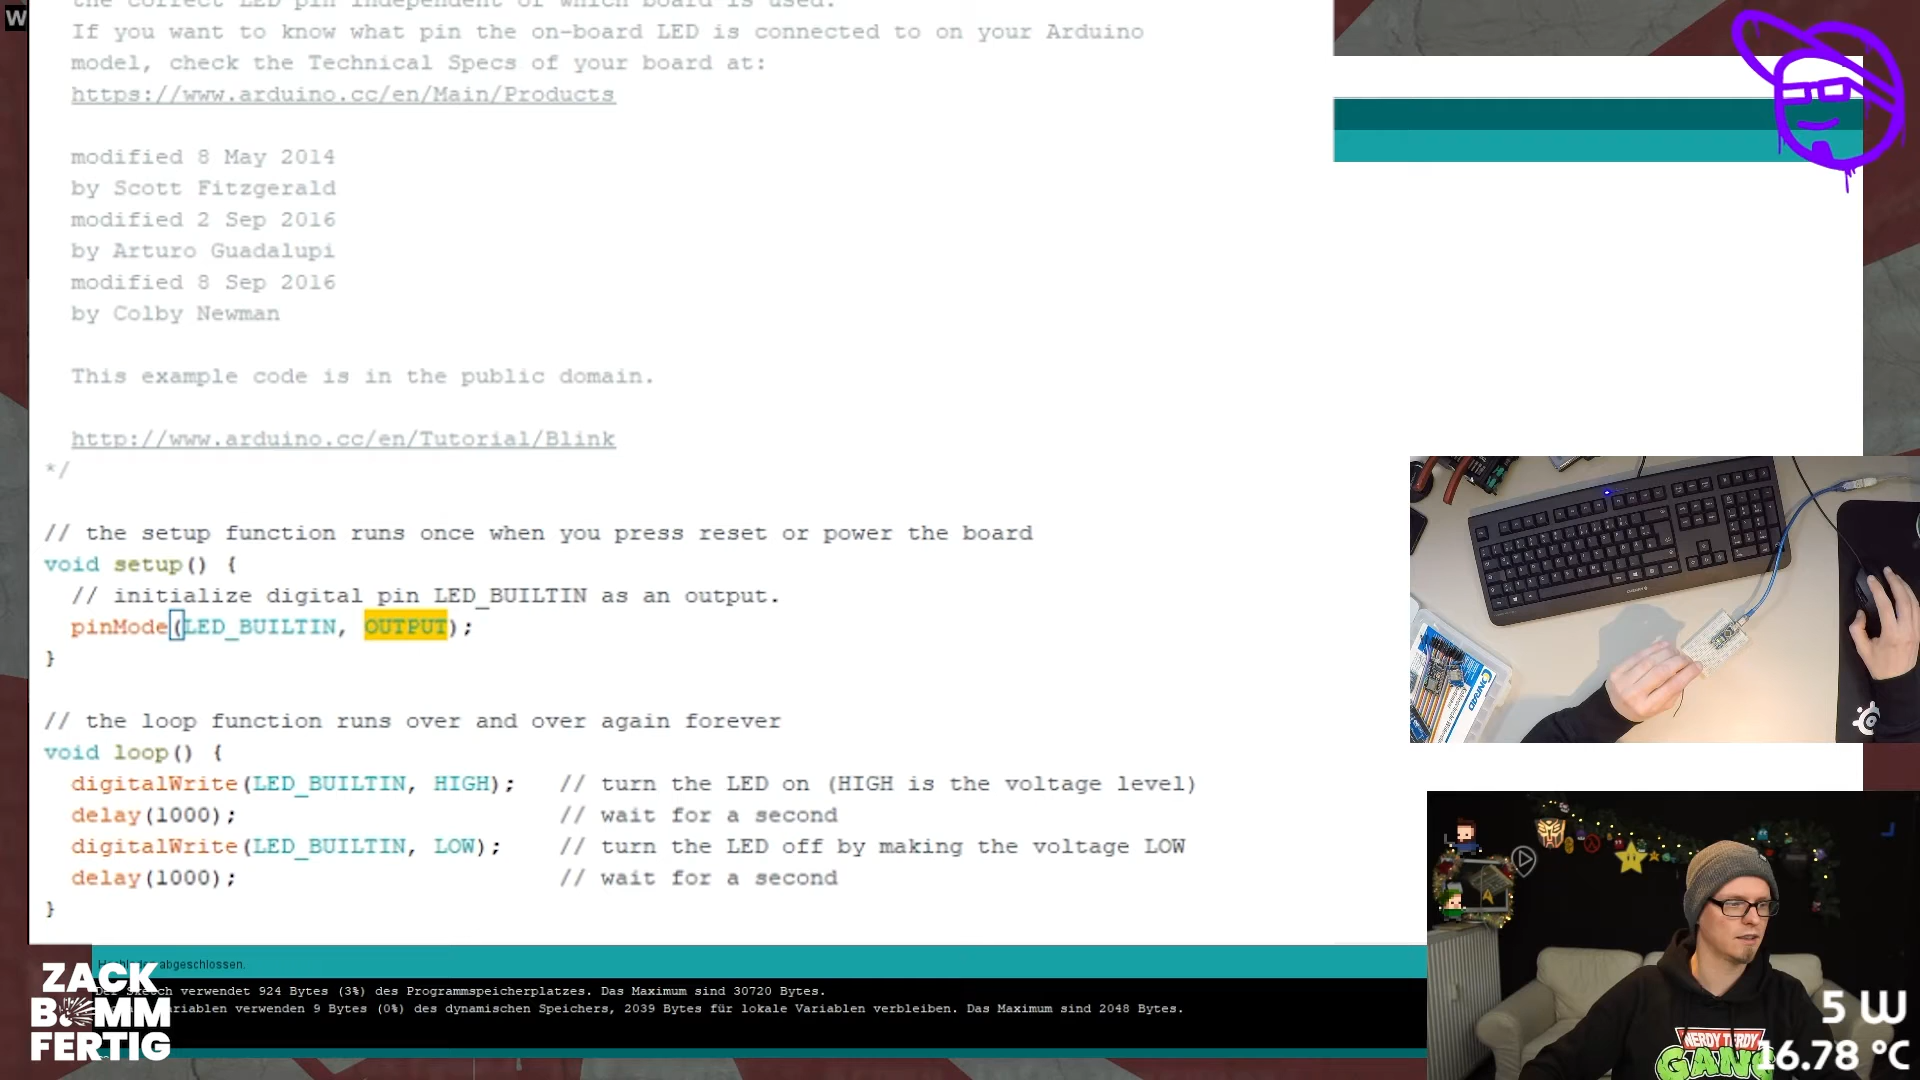 W
the correct LED pin independent of which board is used.
If you want to know what pin the on-board LED is connected to on your Arduino
model, check the Technical Specs of your board at:
https://www.arduino.cc/en/Main/Products
modified 8 May 2014
by Scott Fitzgerald
modified 2 Sep 2016
by Arturo Guadalupi
modified 8 Sep 2016
by Colby Newman
This example code is in the public domain.
http://www.arduino.cc/en/Tutorial/Blink
*/
// the setup function runs once when you press reset or power the board
void setup() {
// initialize digital pin LED_BUILTIN as an output.
pinMode(LED_BUILTIN, OUTPUT);
}
// the loop function runs over and over again forever
void loop() {
digitalWrite(LED_BUILTIN, HIGH);   // turn the LED on (HIGH is the voltage level)
delay(1000);                       // wait for a second
digitalWrite(LED_BUILTIN, LOW);    // turn the LED off by making the voltage LOW
delay(1000);                       // wait for a second
}
abgeschlossen.
Sketch verwendet 924 Bytes (3%) des Programmspeicherplatzes. Das Maximum sind 30720 Bytes.
verwenden 9 Bytes (0%) des dynamischen Speichers, 2039 Bytes für lokale Variablen verbleiben. Das Maximum sind 2048 Bytes.
ZACK
BOMM
FERTIG
CONRAD
NERDY TERDY
GANG
5 W
16.78 °C